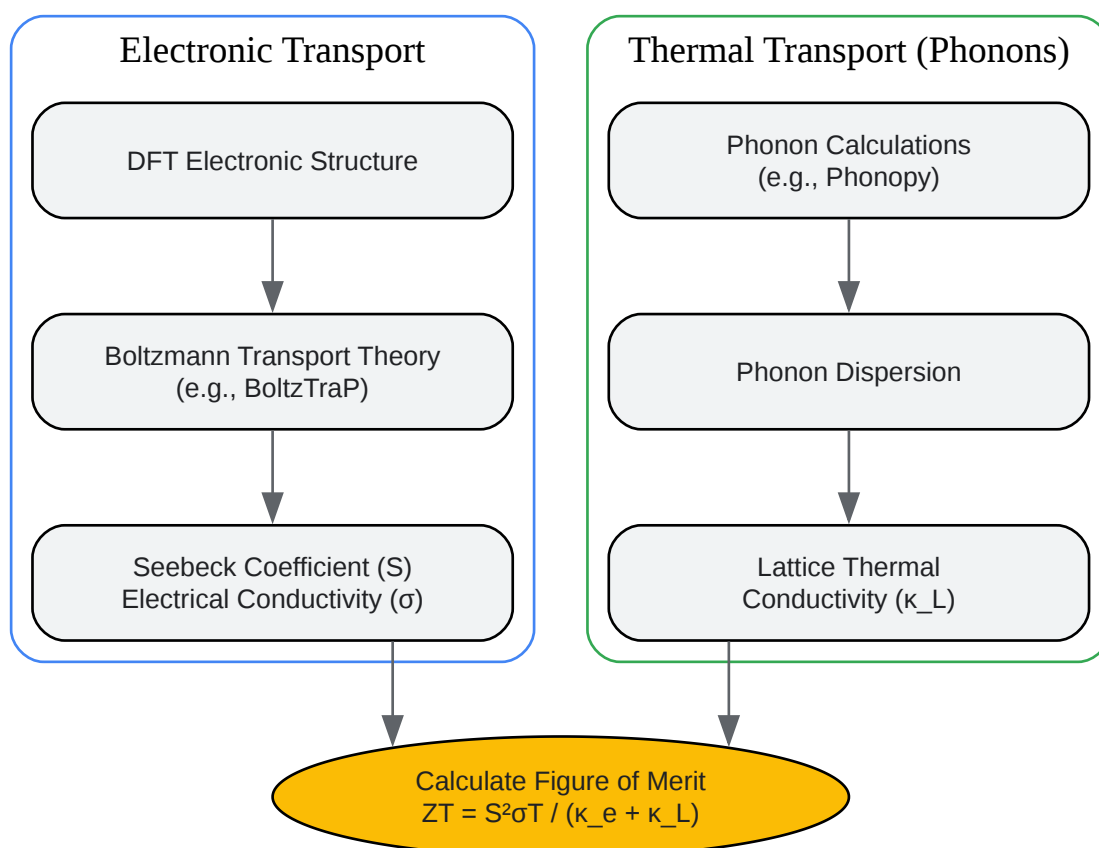 Electronic Transport
DFT Electronic Structure
Boltzmann Transport Theory
(e.g., BoltzTraP)
Seebeck Coefficient (S)
Electrical Conductivity (σ)
Thermal Transport (Phonons)
Phonon Calculations
(e.g., Phonopy)
Phonon Dispersion
Lattice Thermal
Conductivity (κ_L)
Calculate Figure of Merit
ZT = S²σT / (κ_e + κ_L)